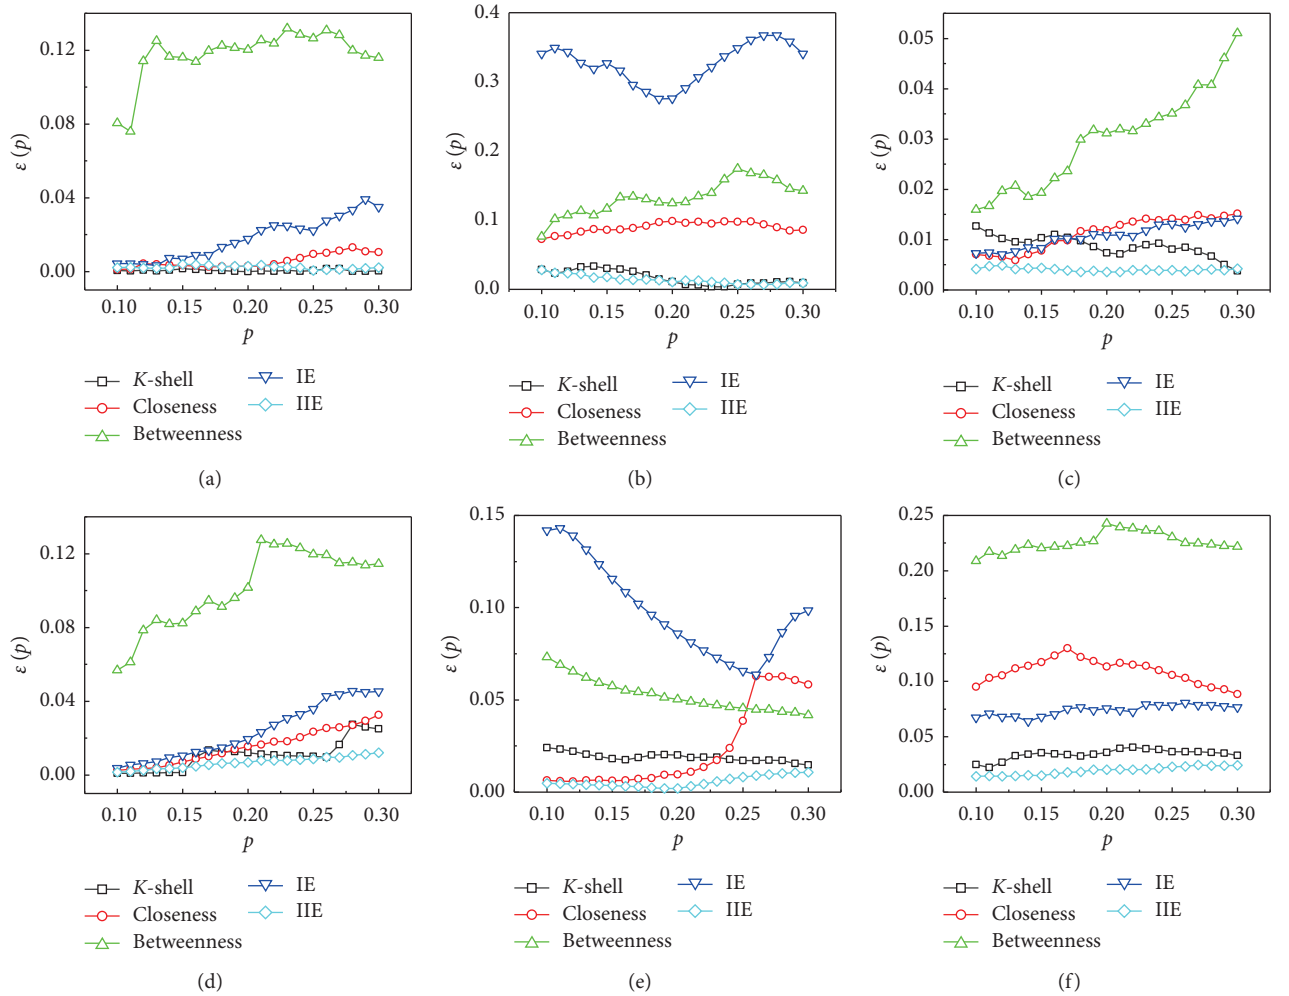 0.12
0.08
0.04
0.00
ε (p)
0.10 0.15 0.20 0.25 0.30
p
K-shell
Closeness
Betweenness
IE
IIE
(a)
0.4
0.3
0.2
0.1
0.0
ε (p)
0.10 0.15 0.20 0.25 0.30
p
K-shell
Closeness
Betweenness
IE
IIE
(b)
0.05
0.04
0.03
0.02
0.01
0.00
ε (p)
0.10 0.15 0.20 0.25 0.30
p
K-shell
Closeness
Betweenness
IE
IIE
(c)
0.12
0.08
0.04
0.00
ε (p)
0.10 0.15 0.20 0.25 0.30
p
K-shell
Closeness
Betweenness
IE
IIE
(d)
0.15
0.10
0.05
0.00
ε (p)
0.10 0.15 0.20 0.25 0.30
p
K-shell
Closeness
Betweenness
IE
IIE
(e)
0.25
0.20
0.15
0.10
0.05
0.00
ε (p)
0.10 0.15 0.20 0.25 0.30
p
K-shell
Closeness
Betweenness
IE
IIE
(f)